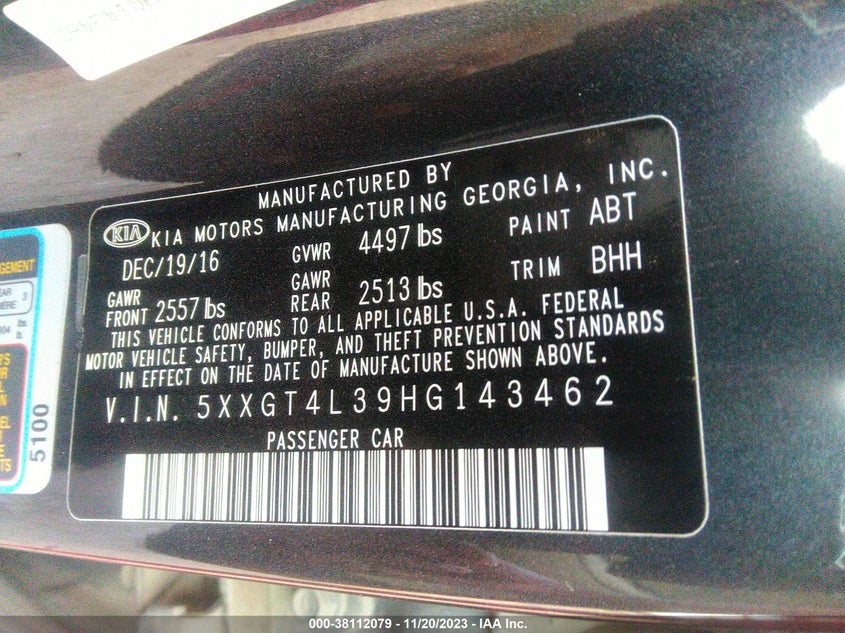 MANUFACTURED BY
KIA KIA MOTORS MANUFACTURING GEORGIA, INC.
DEC/19/16 GVWR 4497 lbs PAINT ABT
GAWR FRONT 2557 lbs GAWR REAR 2513 lbs TRIM BHH
THIS VEHICLE CONFORMS TO ALL APPLICABLE U.S.A. FEDERAL
MOTOR VEHICLE SAFETY, BUMPER, AND THEFT PREVENTION STANDARDS
IN EFFECT ON THE DATE OF MANUFACTURE SHOWN ABOVE.
V.I.N. 5XXGT4L39HG143462
PASSENGER CAR
5100
000-38112079 - 11/20/2023 - IAA Inc.